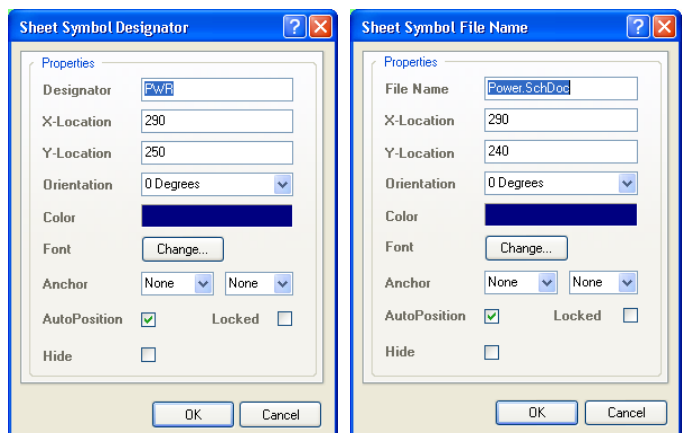 Sheet Symbol Designator
Properties
Designator PWR
X-Location 290
Y-Location 250
Orientation 0 Degrees
Color
Font Change...
Anchor None None
AutoPosition Locked
Hide
OK Cancel
Sheet Symbol File Name
Properties
File Name Power.SchDoc
X-Location 290
Y-Location 240
Orientation 0 Degrees
Color
Font Change...
Anchor None None
AutoPosition Locked
Hide
OK Cancel